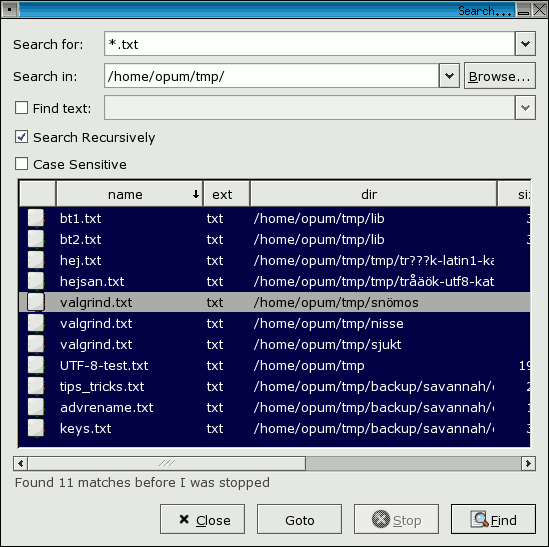 Search...
Search for: *.txt
Search in: /home/opum/tmp/ Browse...
Find text:
Search Recursively
Case Sensitive
name ext dir siz
bt1.txt txt /home/opum/tmp/lib 3
bt2.txt txt /home/opum/tmp/lib 3
hej.txt txt /home/opum/tmp/tr???k-latin1-ka
hejsan.txt txt /home/opum/tmp/tråäök-utf8-kat
valgrind.txt txt /home/opum/tmp/snömos
valgrind.txt txt /home/opum/tmp/nisse
valgrind.txt txt /home/opum/tmp/sjukt
UTF-8-test.txt txt /home/opum/tmp 19
tips_tricks.txt txt /home/opum/tmp/backup/savannah/ 2
advrename.txt txt /home/opum/tmp/backup/savannah/ 1
keys.txt txt /home/opum/tmp/backup/savannah/ 3
Found 11 matches before I was stopped
Close Goto Stop Find